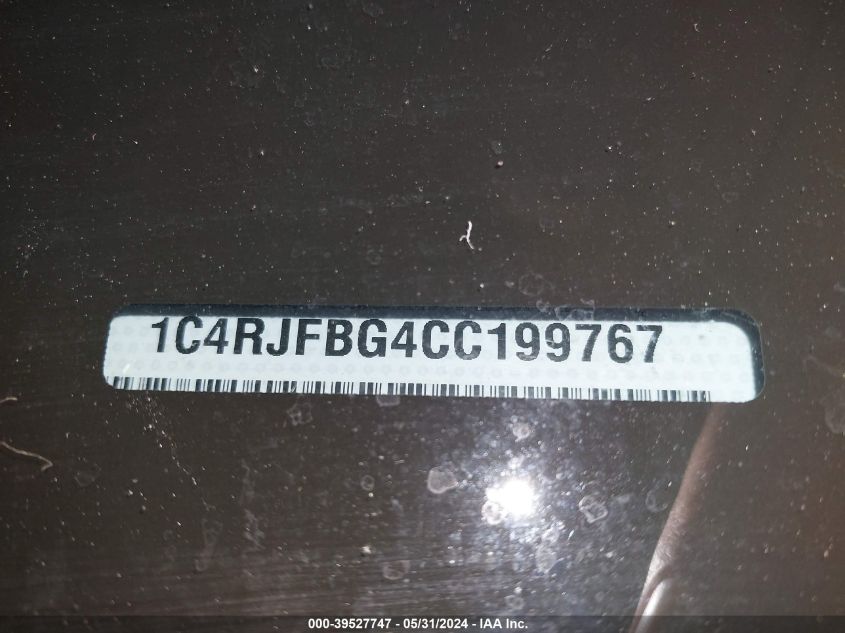 1C4RJFBG4CC199767
000-39527747 - 05/31/2024 - IAA Inc.